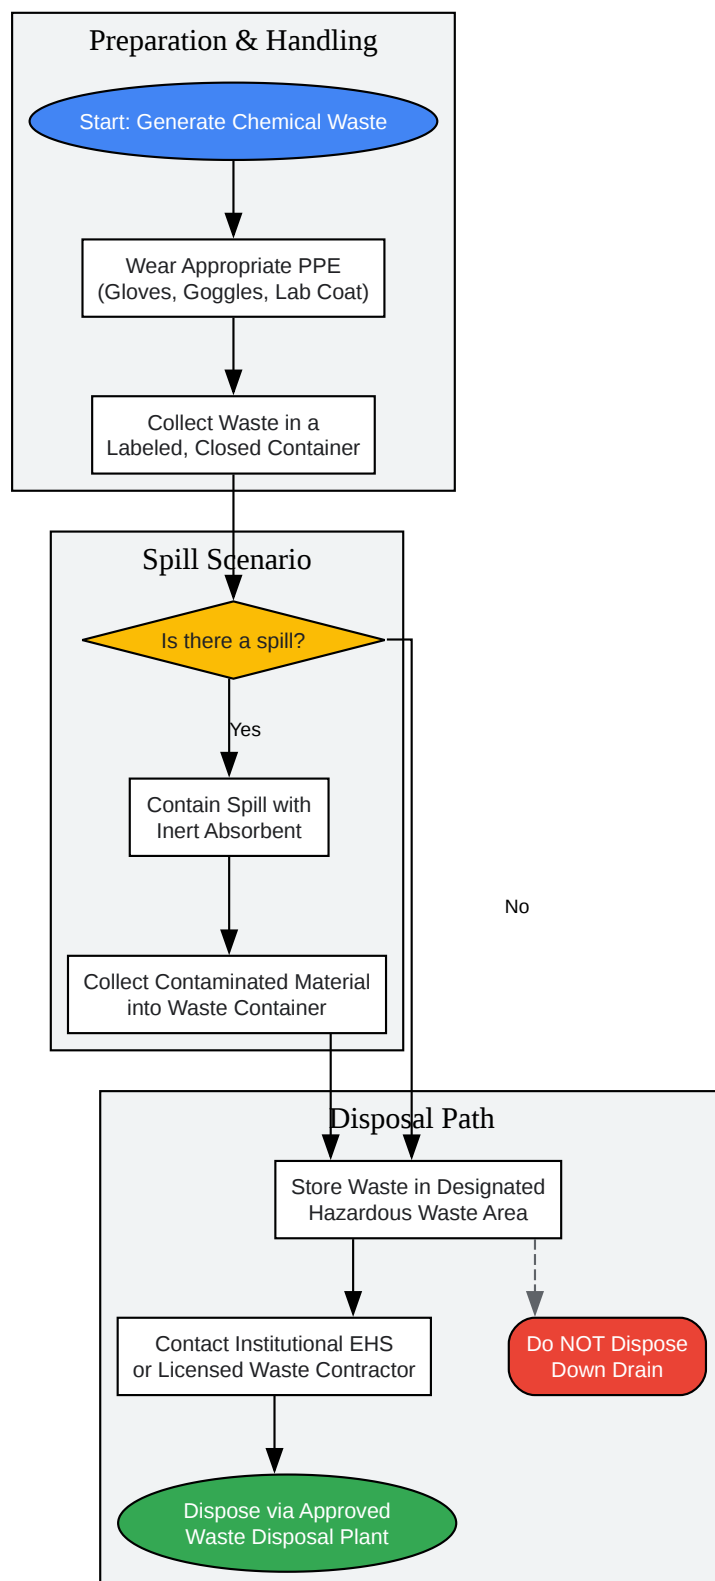 Preparation & Handling
Start: Generate Chemical Waste
Wear Appropriate PPE
(Gloves, Goggles, Lab Coat)
Collect Waste in a
Labeled, Closed Container
Spill Scenario
Is there a spill?
Yes
Contain Spill with
Inert Absorbent
No
Collect Contaminated Material
into Waste Container
Disposal Path
Store Waste in Designated
Hazardous Waste Area
Contact Institutional EHS
or Licensed Waste Contractor
Do NOT Dispose
Down Drain
Dispose via Approved
Waste Disposal Plant